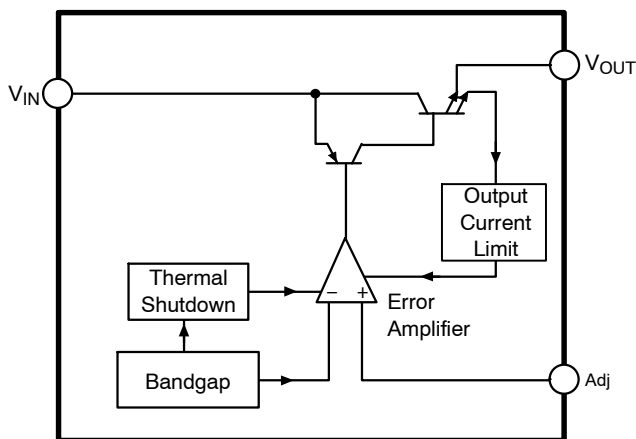 VIN
VOUT
Output
Current
Limit
Thermal
Shutdown
− +
Error
Amplifier
Bandgap
Adj